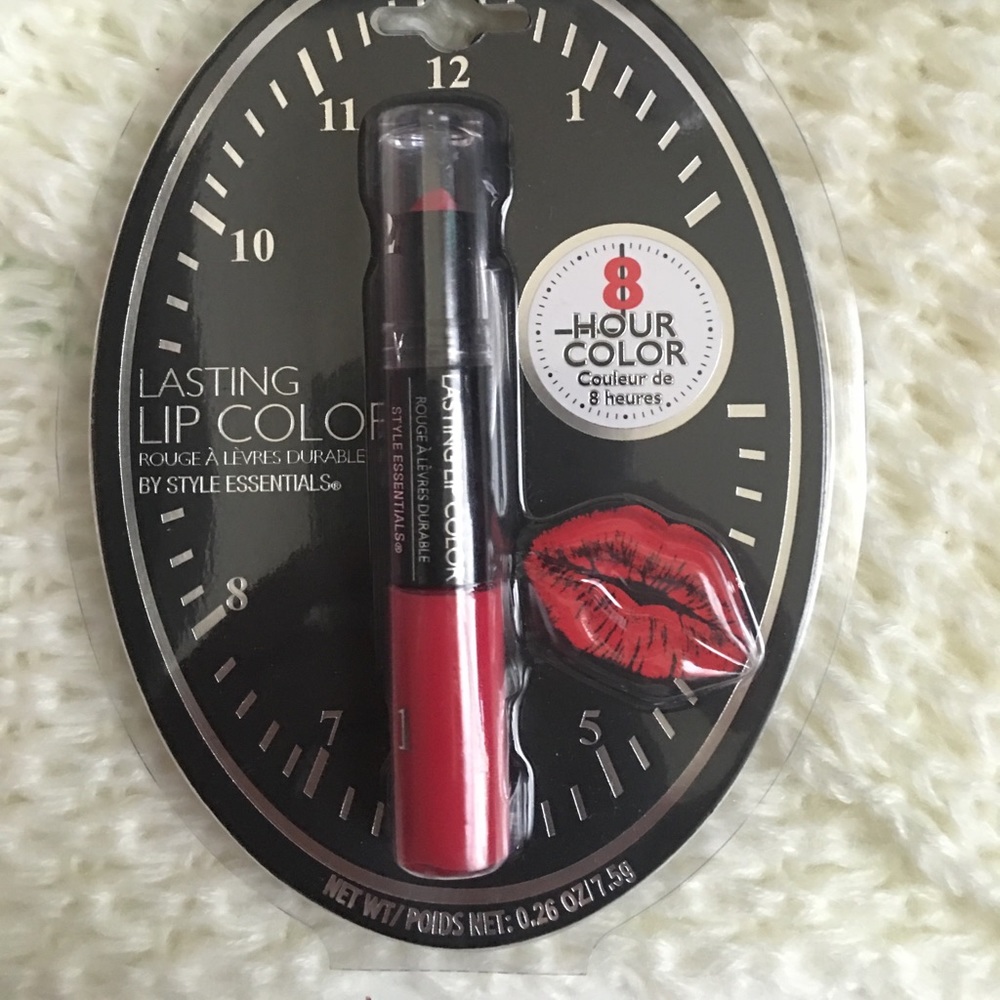 12
11
1
10
8
HOUR
COLOR
Couleur de
8 heures
LASTING
LIP COLOR
ROUGE À LÈVRES DURABLE
BY STYLE ESSENTIALS®
LASTING LIP COLOR
ROUGE À LÈVRES DURABLE
STYLE ESSENTIALS®
8
7
1
5
NET WT/ POIDS NET: 0.26 OZ/7.5g